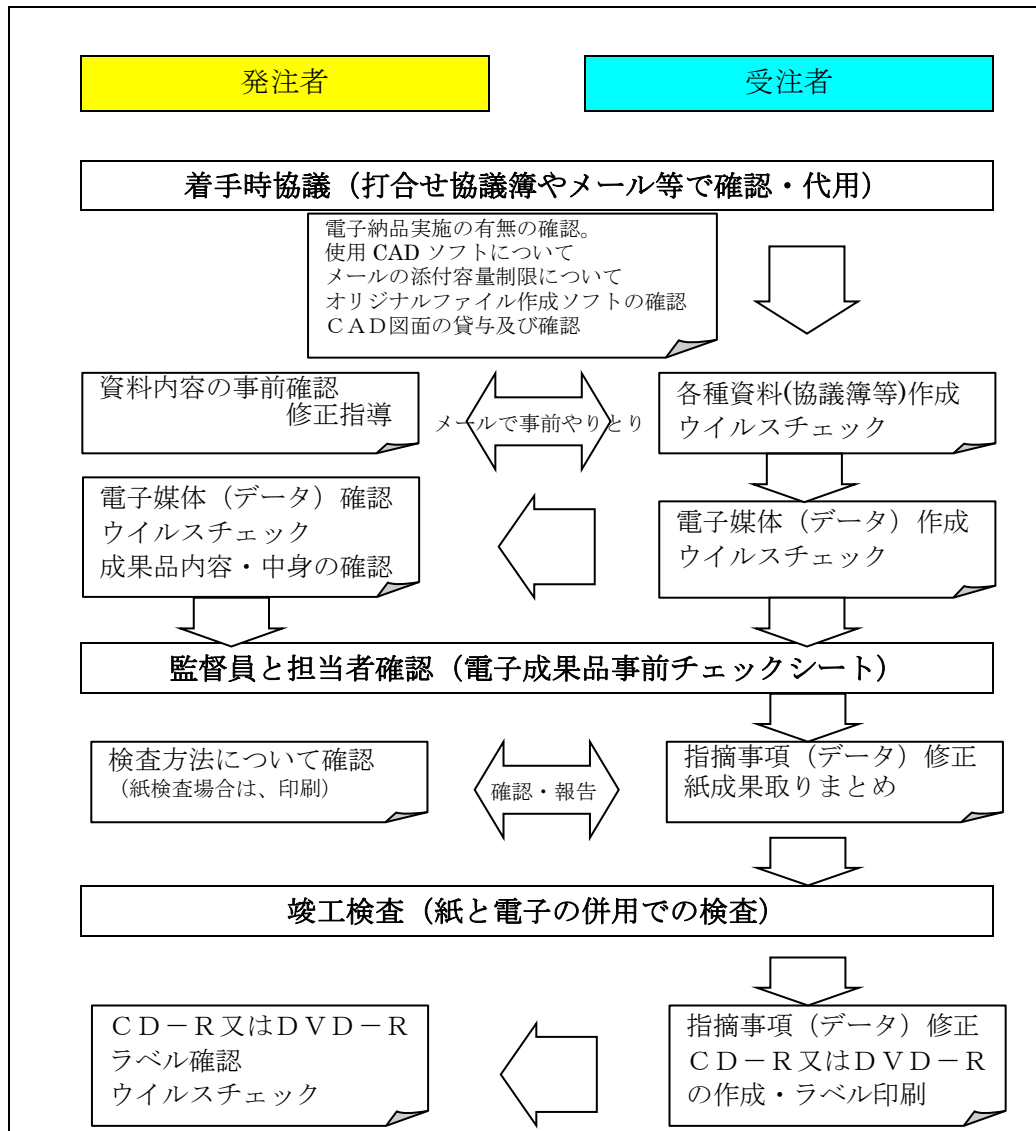 発注者
受注者
着手時協議（打合せ協議簿やメール等で確認・代用）
電子納品実施の有無の確認。
使用 CAD ソフトについて
メールの添付容量制限について
オリジナルファイル作成ソフトの確認
ＣＡＤ図面の貸与及び確認
資料内容の事前確認
修正指導
メールで事前やりとり
各種資料(協議簿等)作成
ウイルスチェック
電子媒体（データ）確認
ウイルスチェック
成果品内容・中身の確認
電子媒体（データ）作成
ウイルスチェック
監督員と担当者確認（電子成果品事前チェックシート）
検査方法について確認
（紙検査場合は、印刷）
確認・報告
指摘事項（データ）修正
紙成果取りまとめ
竣工検査（紙と電子の併用での検査）
ＣＤ－Ｒ又はＤＶＤ－Ｒ
ラベル確認
ウイルスチェック
指摘事項（データ）修正
ＣＤ－Ｒ又はＤＶＤ－Ｒ
の作成・ラベル印刷